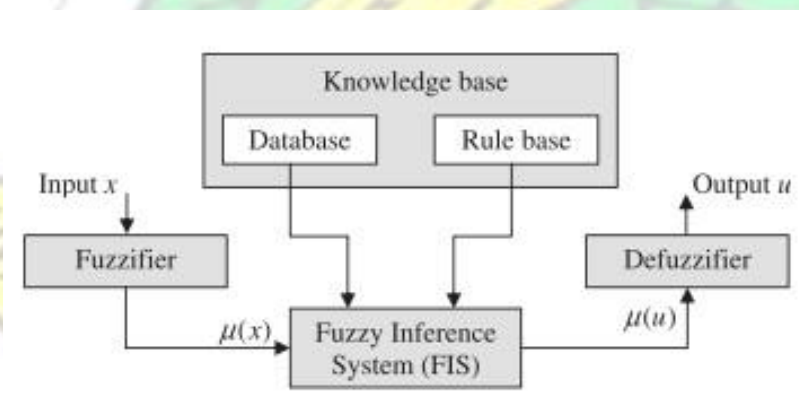 Knowledge base
Database
Rule base
Input x
Output u
Fuzzifier
Defuzzifier
μ(x)
Fuzzy Inference
System (FIS)
μ(u)